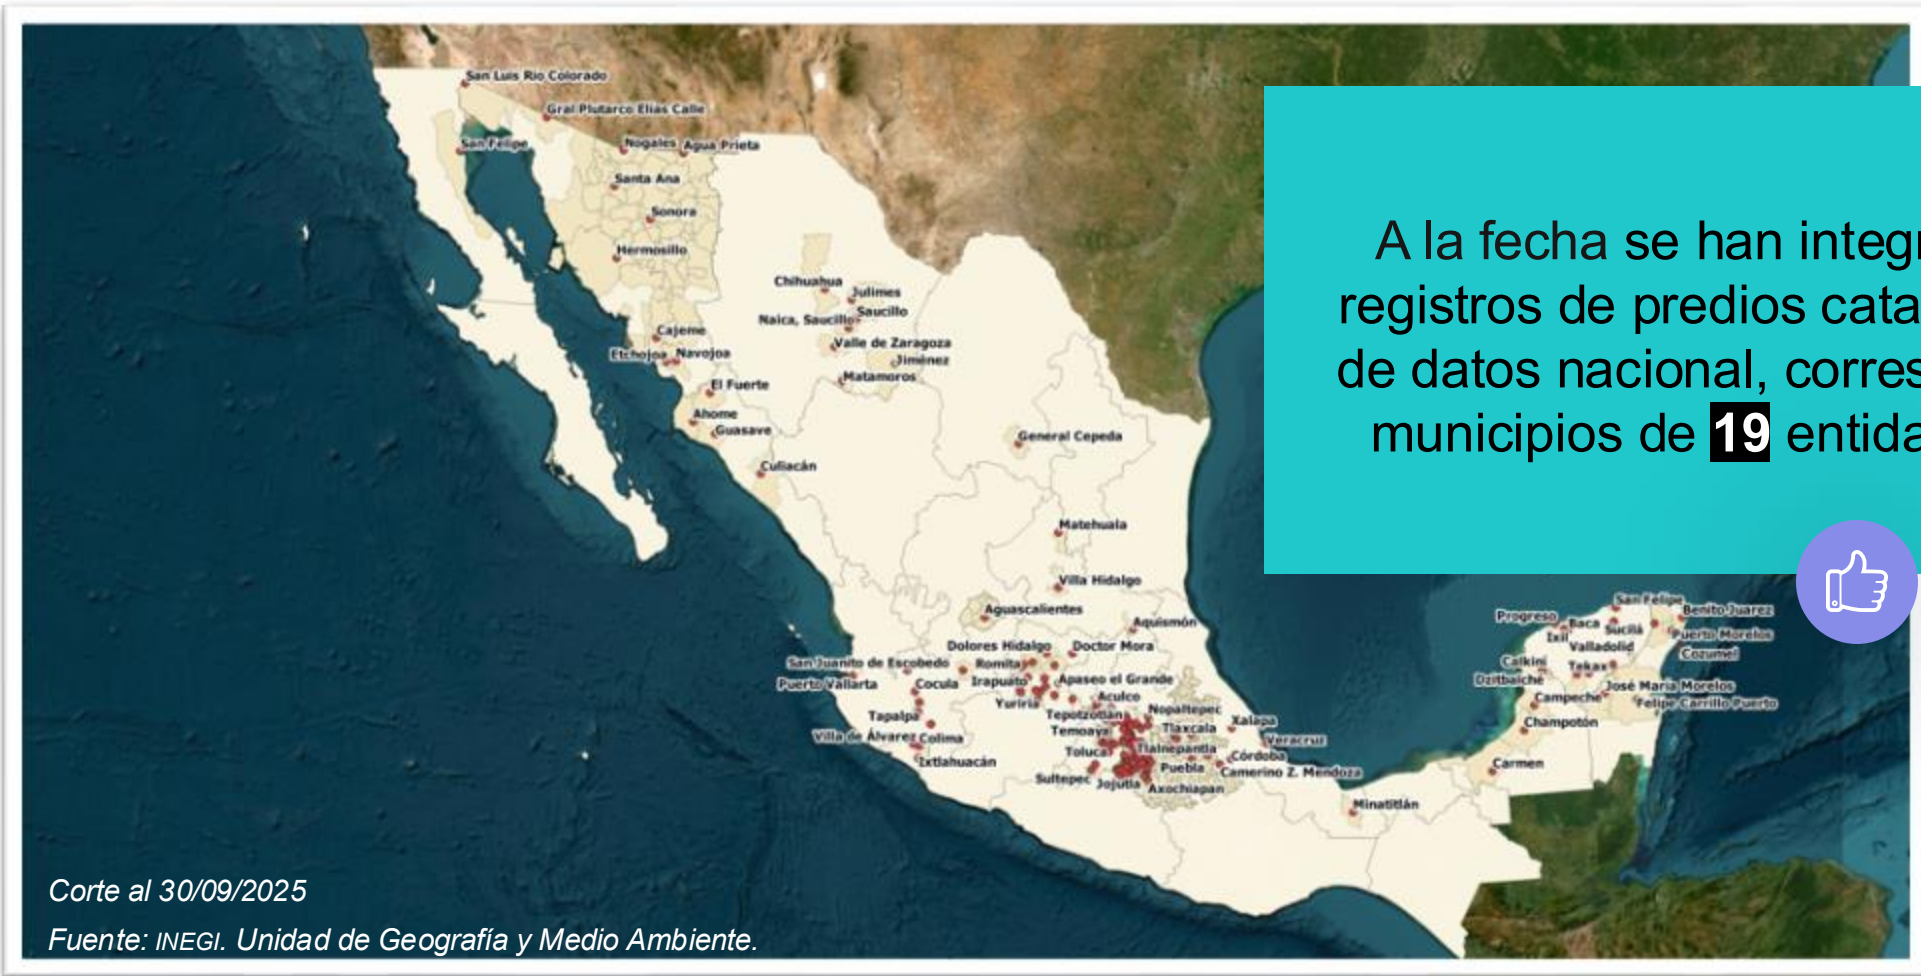 San Luis Rio Colorado
Gral Plutarco Elías Calle
San Felipe
Nogales
Agua Prieta
Santa Ana
Sonora
Hermosillo
Chihuahua
Julimes
Saucillo
Naica, Saucillo
Cajeme
Valle de Zaragoza
Etchojoa
Navojoa
Jiménez
Matamoros
El Fuerte
Ahome
Guasave
General Cepeda
Culiacán
Matehuala
Villa Hidalgo
Aguascalientes
Aquismón
Dolores Hidalgo
Doctor Mora
San Juanito de Escobedo
Romita
Puerto Vallarta
Cocula
Irapuato
Apaseo el Grande
Aculco
Yuriria
Tapalpa
Tepotzotlan
Nopaltepec
Temoaya
Tlaxcala
Xalapa
Villa de Álvarez
Colima
Veracruz
Toluca
Tlalnepantla
Córdoba
Ixtlahuacán
Puebla
Camerino Z. Mendoza
Sultepec
Jojutla
Axochiapan
Minatitlán
San Felipe
Progreso
Baca
Benito Juarez
Ixil
Sucilá
Puerto Morelos
Valladolid
Cozumel
Calkiní
Tekax
Dzitbalché
José María Morelos
Campeche
Felipe Carrillo Puerto
Champotón
Carmen
A la fecha se han integr
registros de predios cata
de datos nacional, corres
municipios de 19 entida
Corte al 30/09/2025
Fuente: INEGI. Unidad de Geografía y Medio Ambiente.